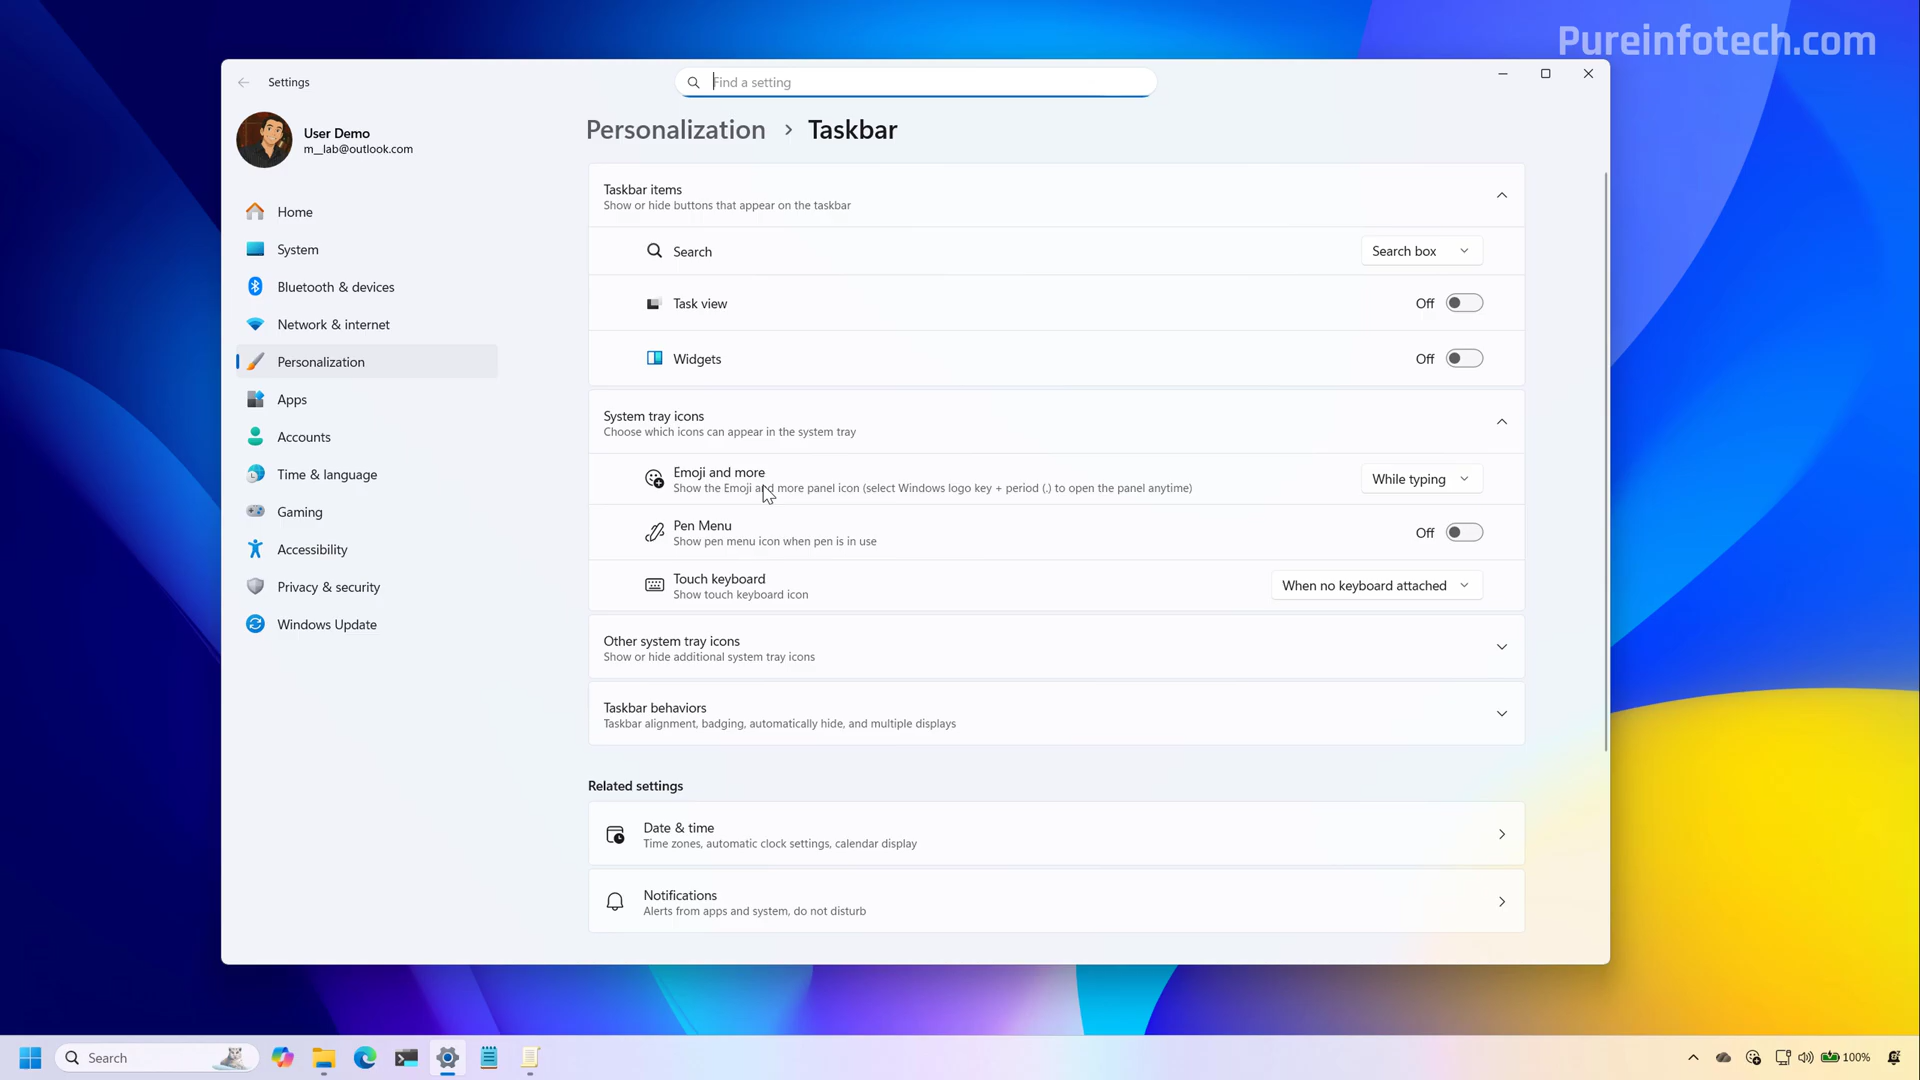 Pureinfotech.com
Settings
Find a setting
User Demo
m__lab@outlook.com
Home
System
Bluetooth & devices
Network & internet
Personalization
Apps
Accounts
Time & language
Gaming
Accessibility
Privacy & security
Windows Update
Personalization > Taskbar
Taskbar items
Show or hide buttons that appear on the taskbar
Search
Search box
Task view
Off
Widgets
Off
System tray icons
Choose which icons can appear in the system tray
Emoji and more
Show the Emoji and more panel icon (select Windows logo key + period (.) to open the panel anytime)
While typing
Pen Menu
Show pen menu icon when pen is in use
Off
Touch keyboard
Show touch keyboard icon
When no keyboard attached
Other system tray icons
Show or hide additional system tray icons
Taskbar behaviors
Taskbar alignment, badging, automatically hide, and multiple displays
Related settings
Date & time
Time zones, automatic clock settings, calendar display
Notifications
Alerts from apps and system, do not disturb
Search
100%